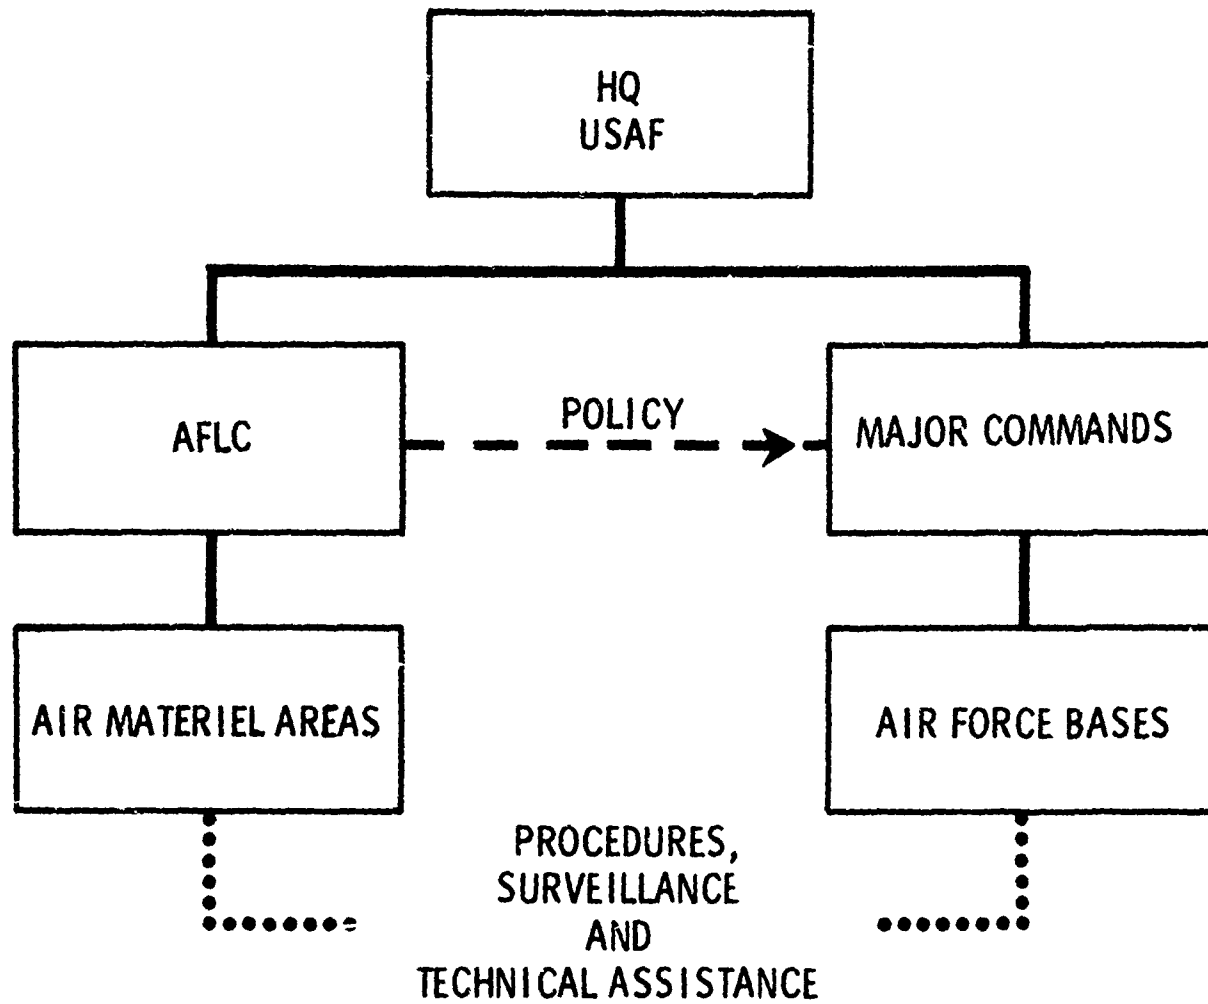 HQ
USAF
POLICY
AFLC
MAJOR COMMANDS
AIR MATERIEL AREAS
AIR FORCE BASES
PROCEDURES,
SURVEILLANCE
AND
TECHNICAL ASSISTANCE